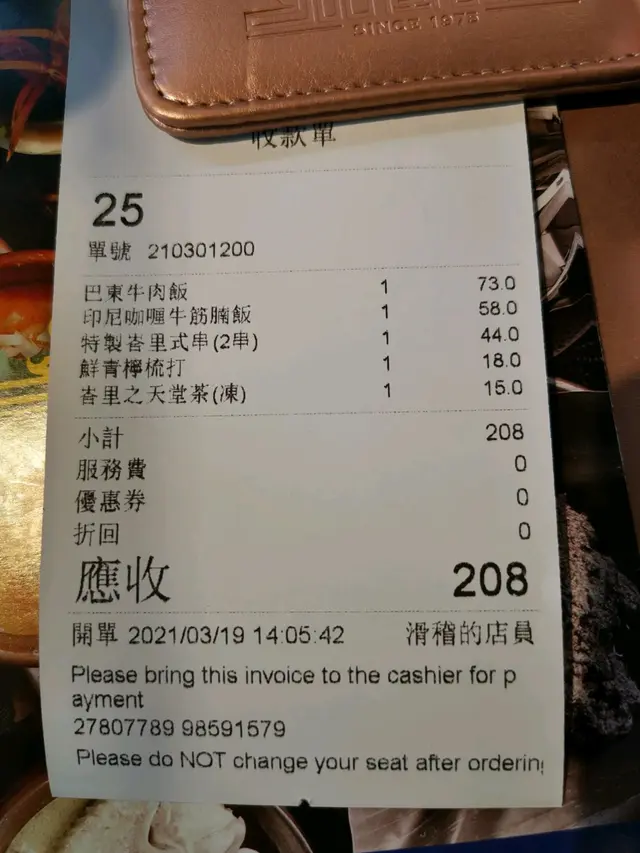 SINCE 1975
收款單
25
單號 210301200
巴東牛肉飯 1 73.0
印尼咖喱牛筋腩飯 1 58.0
特製峇里式串(2串) 1 44.0
鮮青檸梳打 1 18.0
峇里之天堂茶(凍) 1 15.0
小計 208
服務費 0
優惠券 0
折回 0
應收 208
開單 2021/03/19 14:05:42 滑稽的店員
Please bring this invoice to the cashier for p
ayment
27807789 98591579
Please do NOT change your seat after ordering